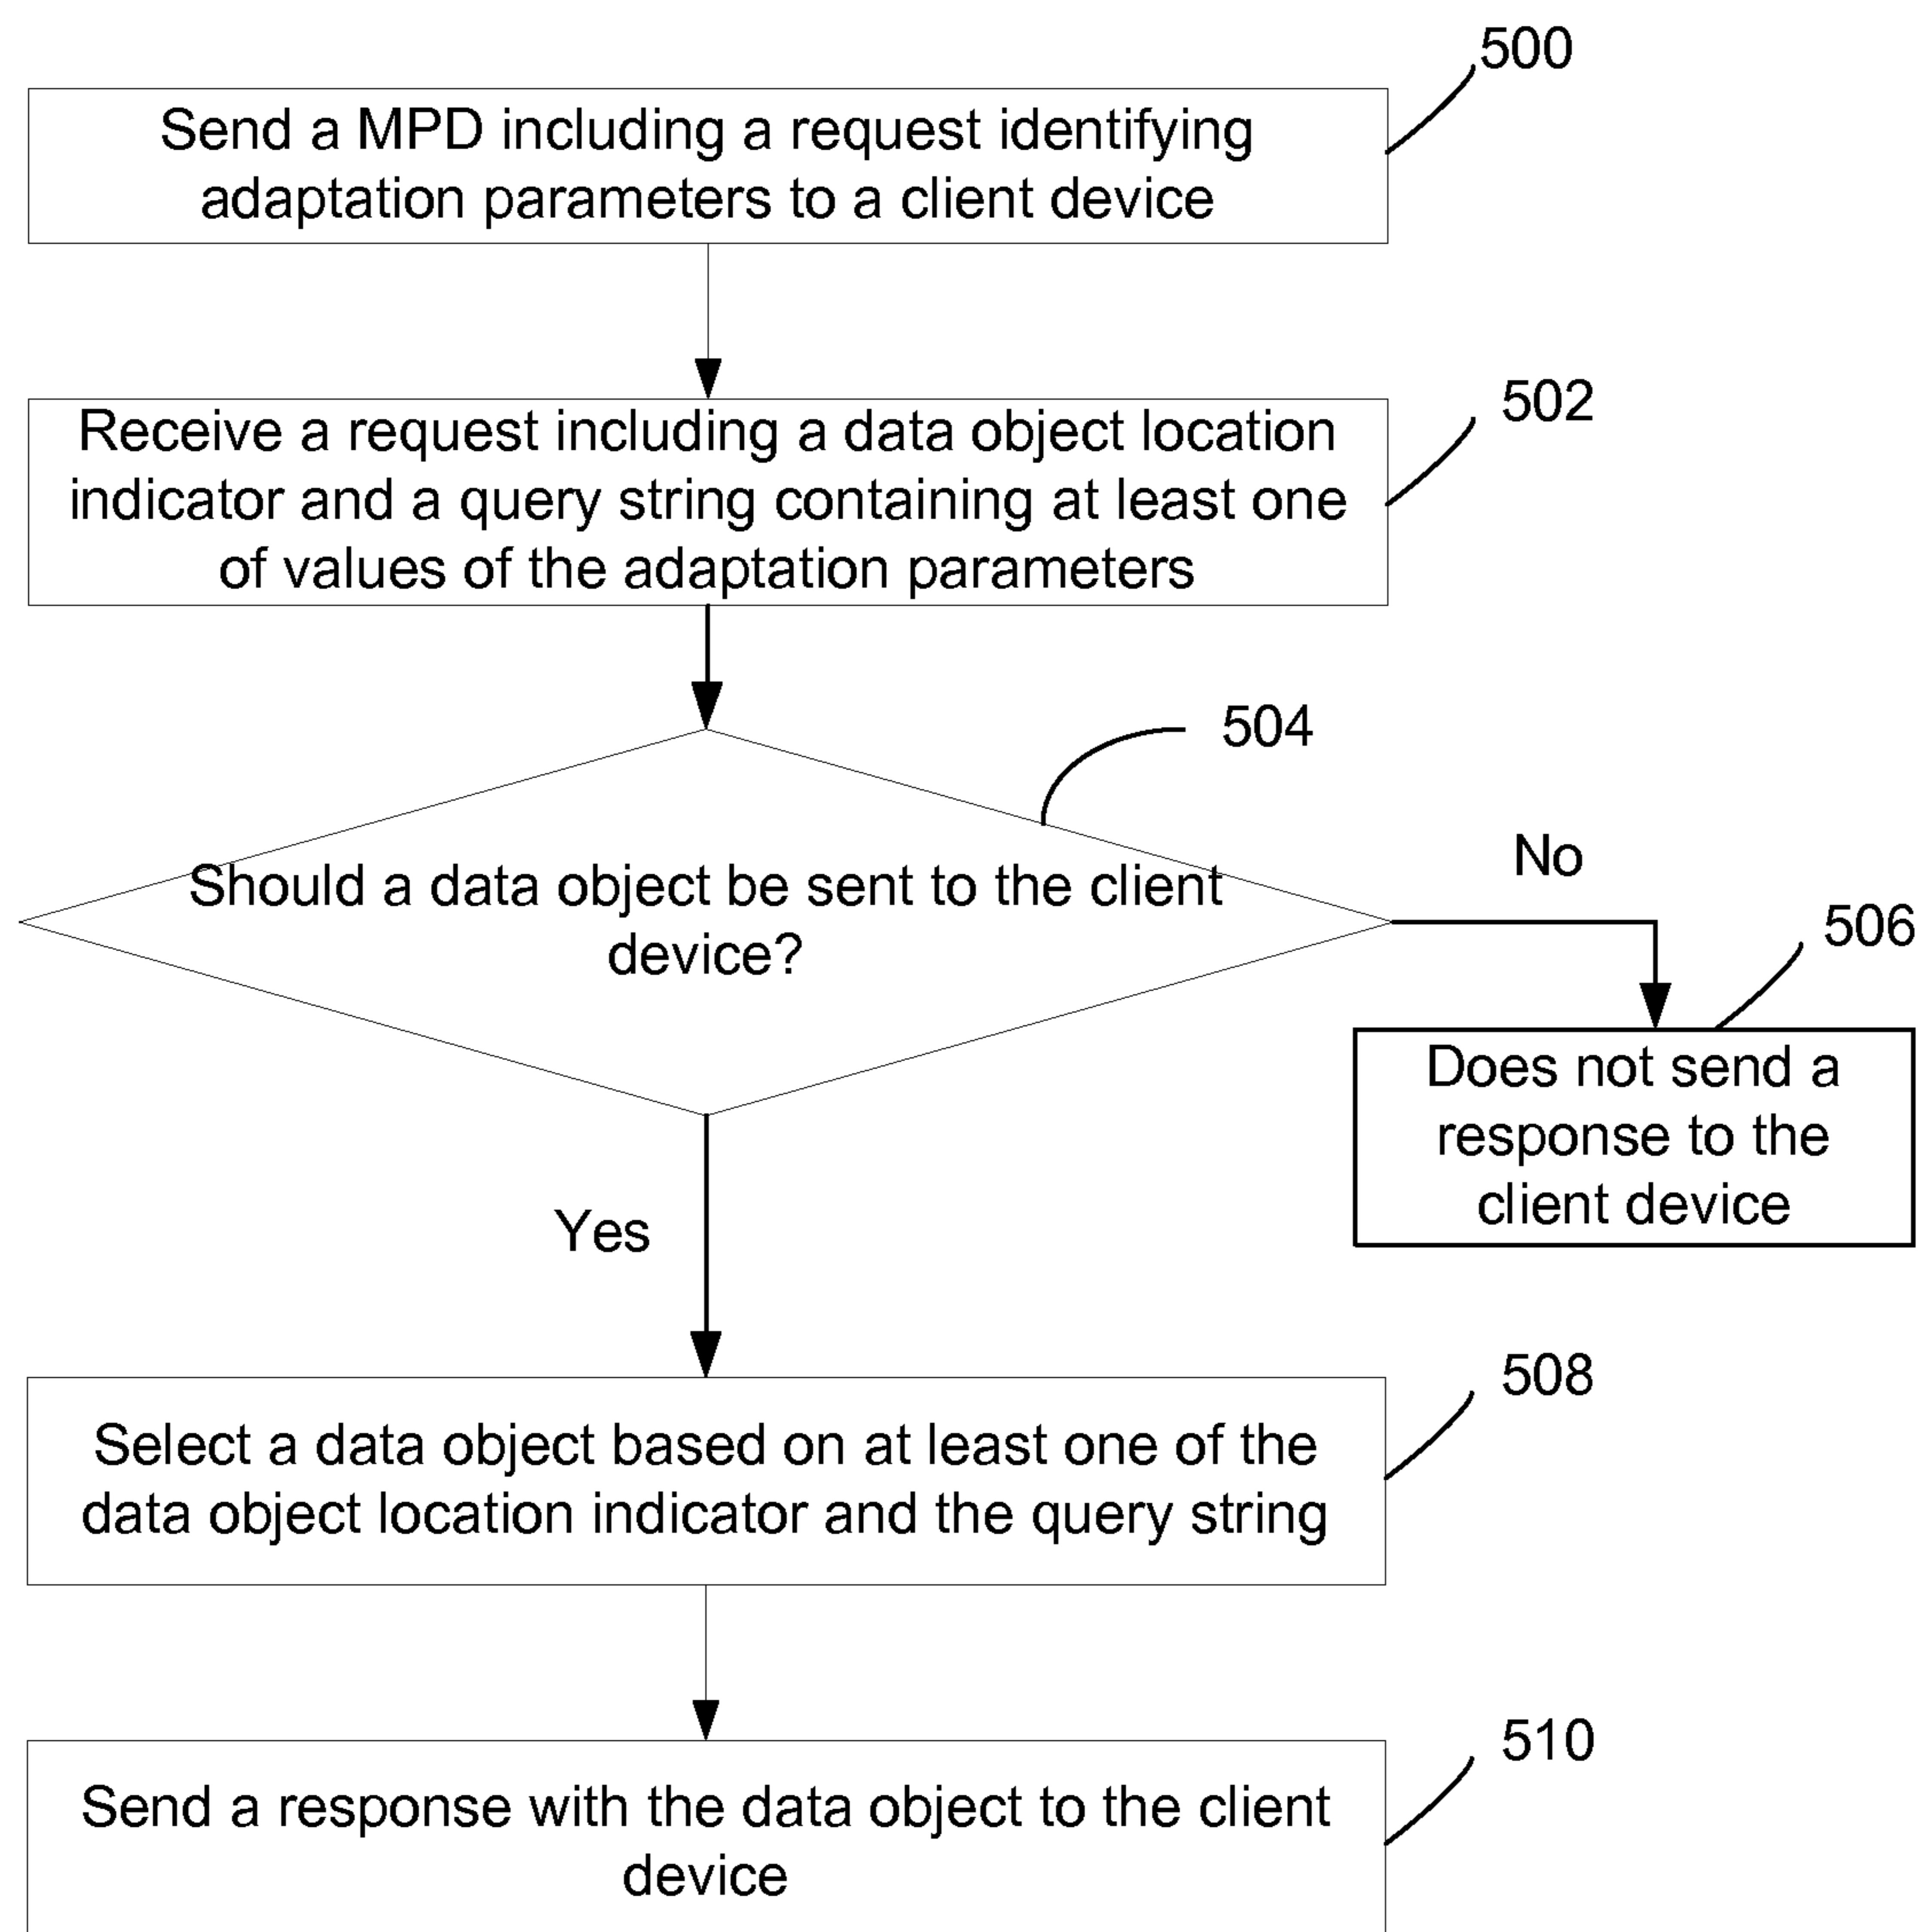 500
Send a MPD including a request identifying
adaptation parameters to a client device
502
Receive a request including a data object location
indicator and a query string containing at least one
of values of the adaptation parameters
504
Should a data object be sent to the client
device?
No
506
Does not send a
response to the
client device
Yes
508
Select a data object based on at least one of the
data object location indicator and the query string
510
Send a response with the data object to the client
device